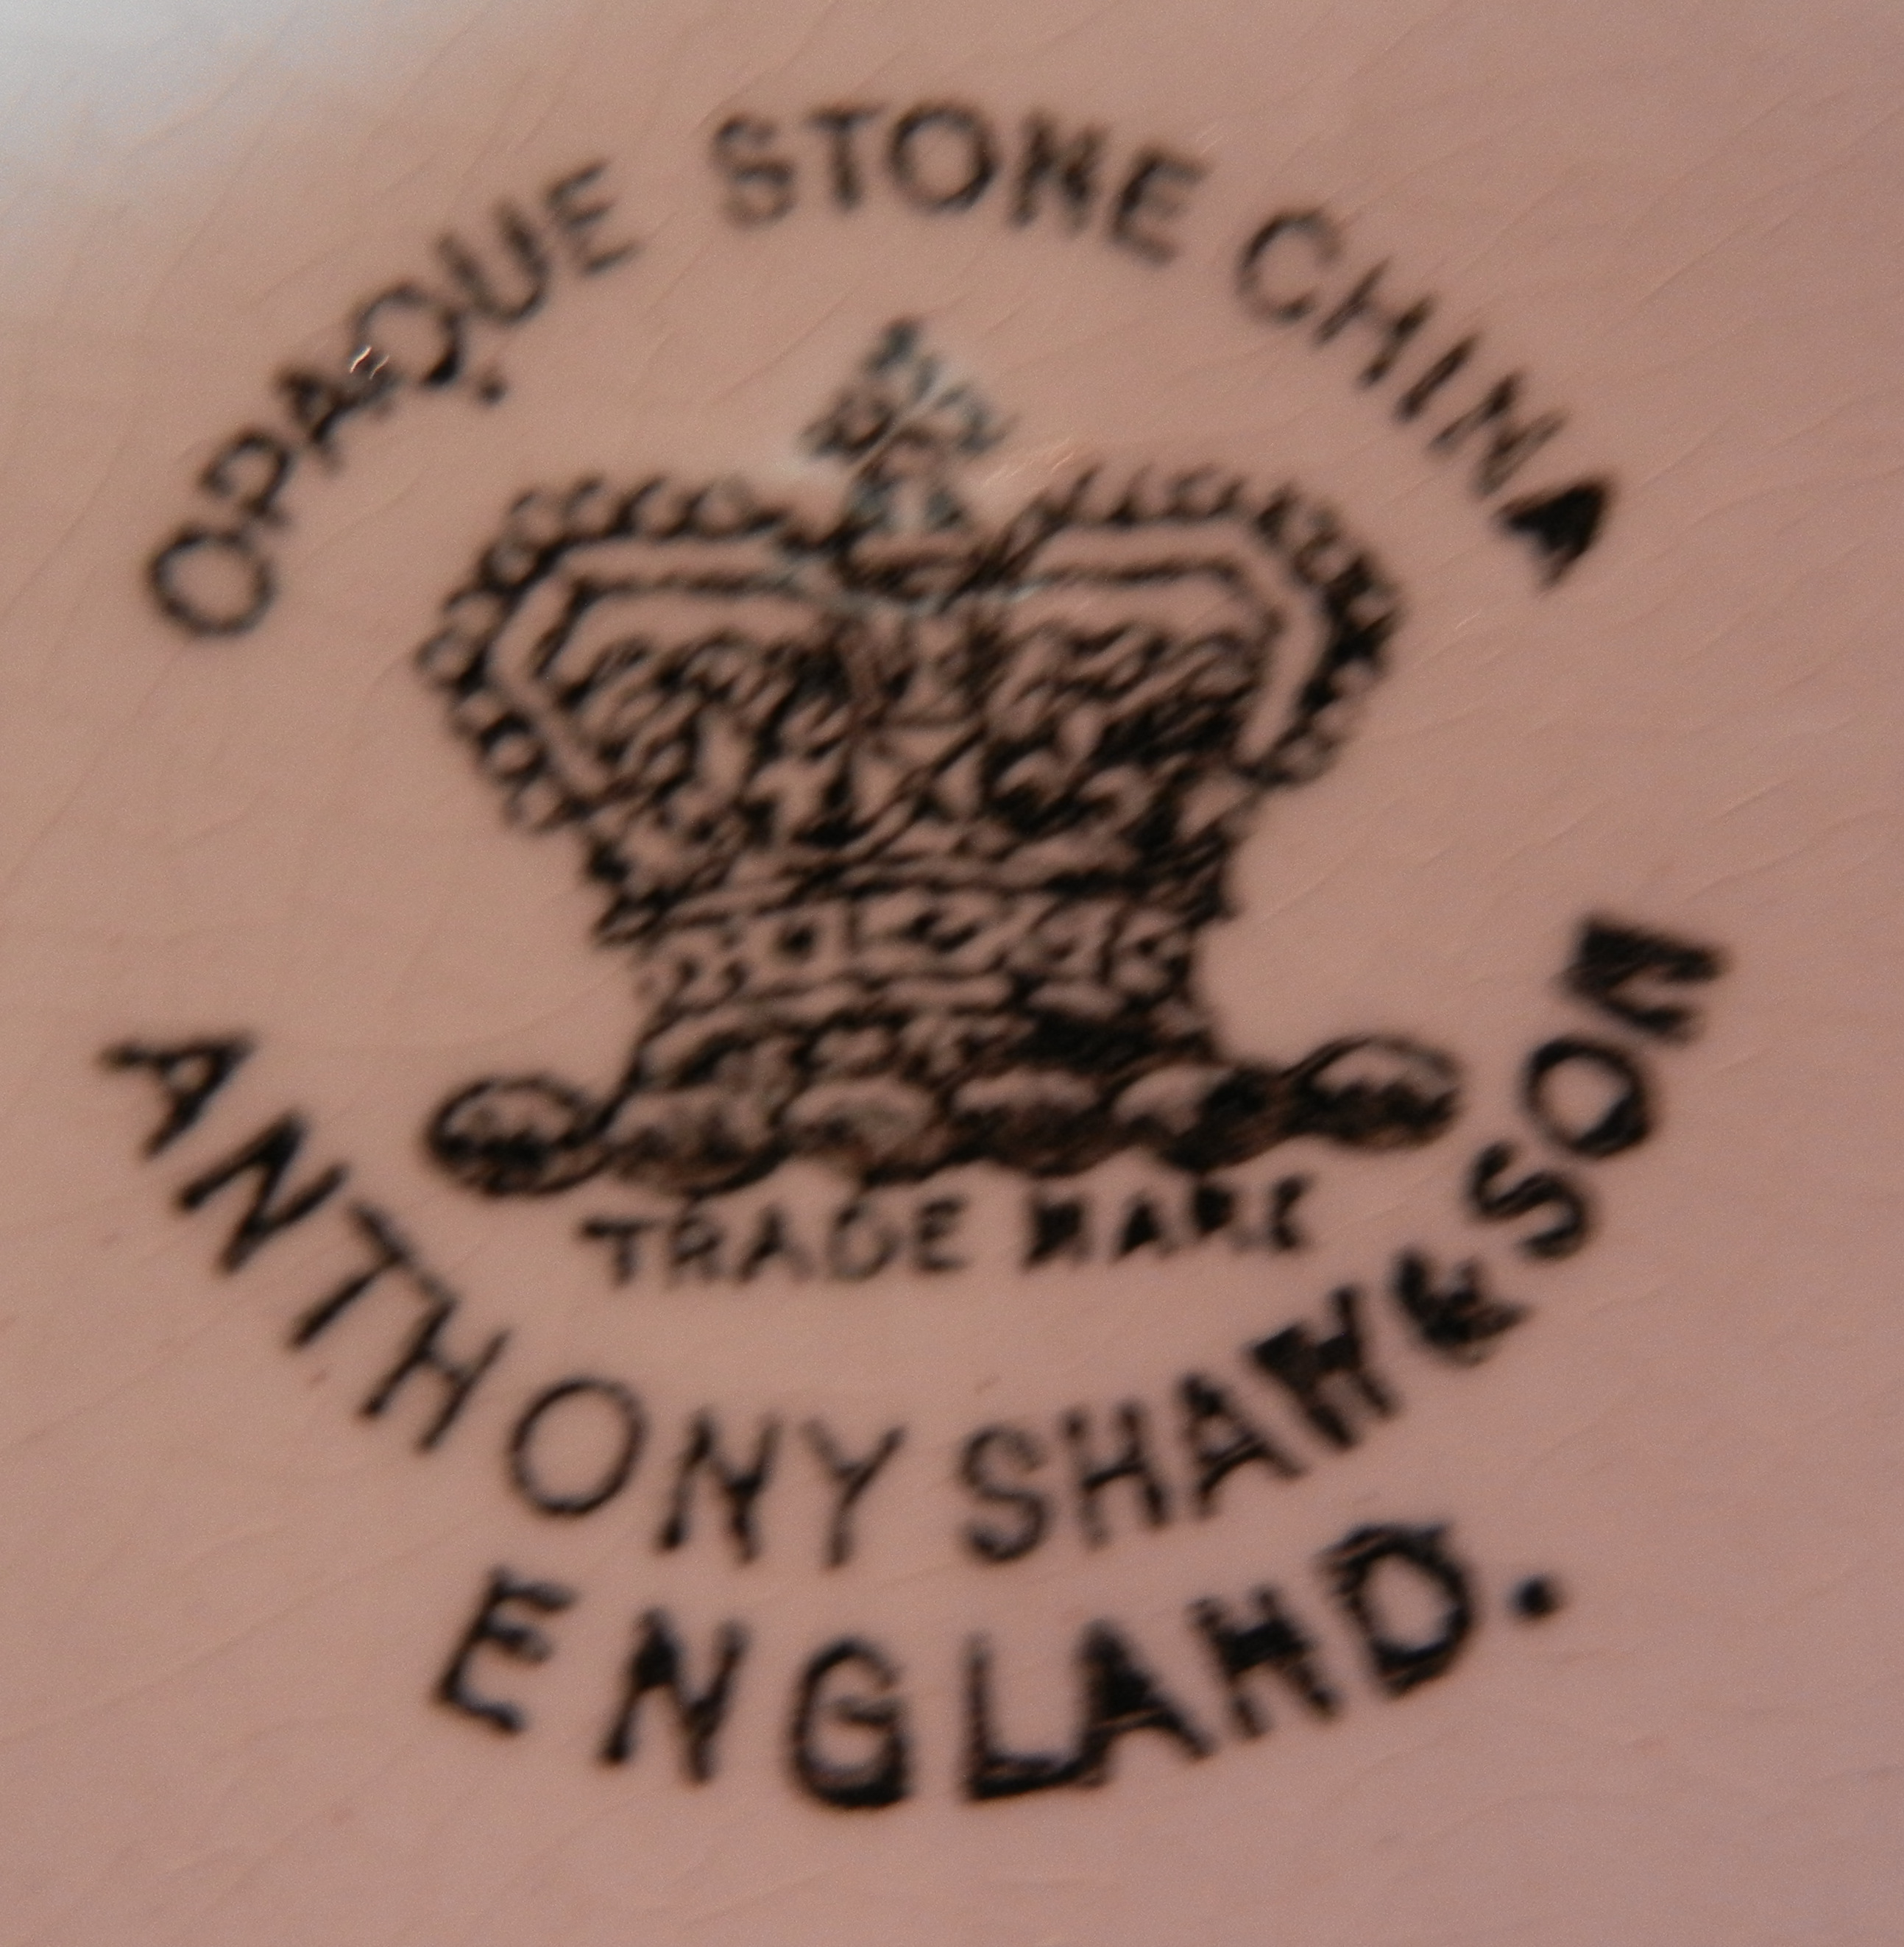 OPAQUE STONE CHINA
TRADE MARK
ANTHONY SHAW & SON
ENGLAND.